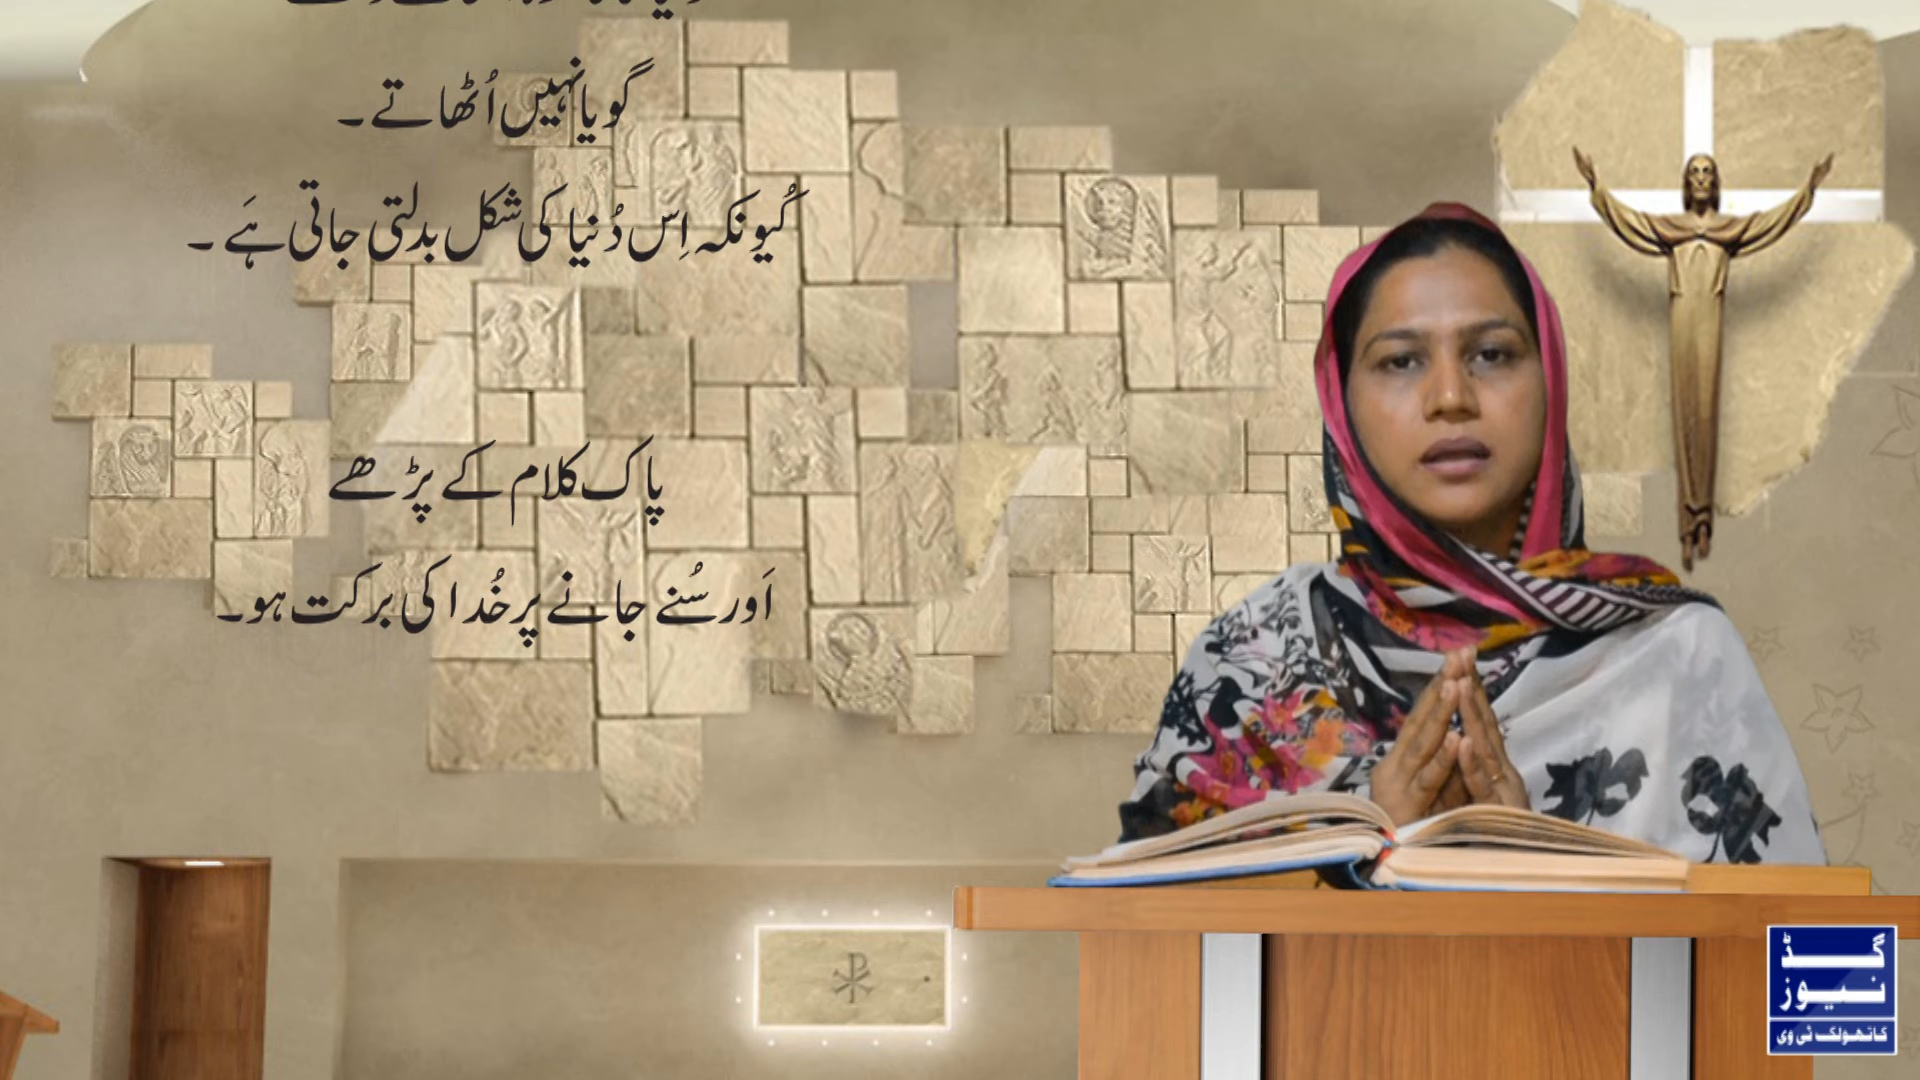 گویا نہیں اُٹھاتے۔
کُیونکہ اِس دُنیا کی شکل بدلتی جاتی ہَے۔
پاک کلام کے پڑھے
اَور سُنے جانے پر خُدا کی برکت ہو۔
گڈ
نیوز
کاتھولک ٹی وی